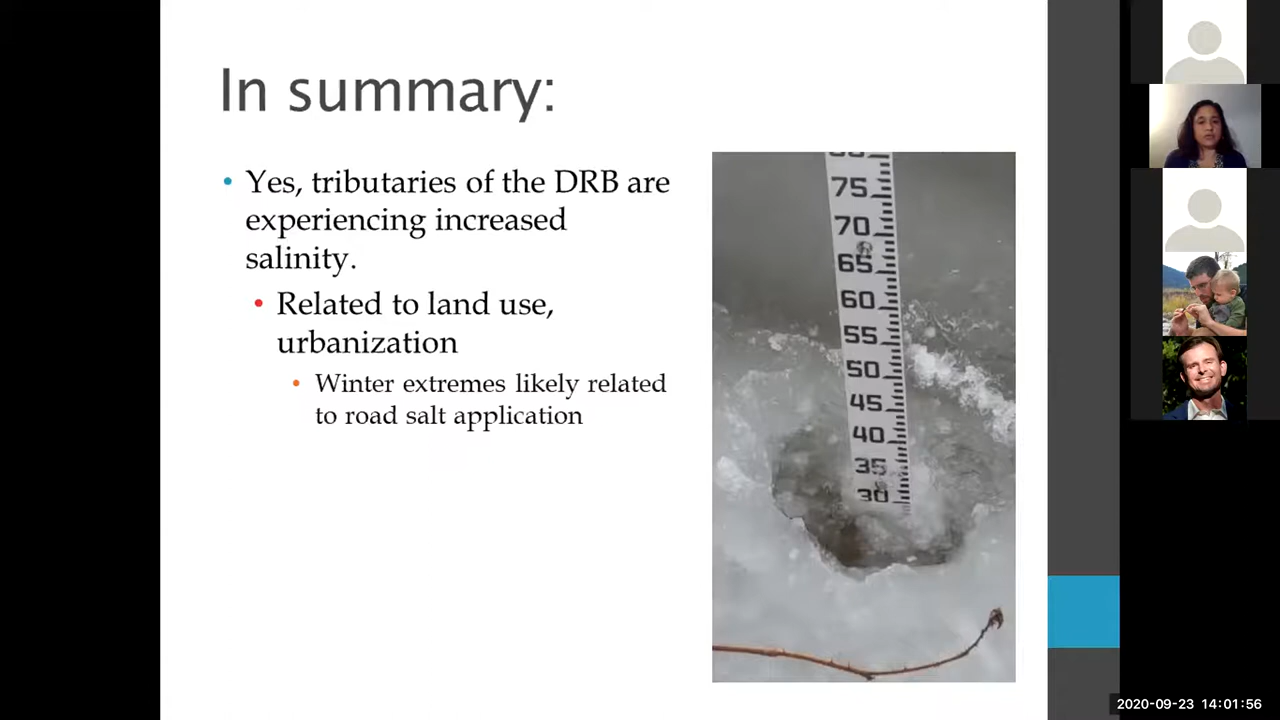 In summary:
• Yes, tributaries of the DRB are
experiencing increased
salinity.
• Related to land use,
urbanization
• Winter extremes likely related
to road salt application
75
70
65
60
55
50
45
40
35
30
2020-09-23 14:01:56